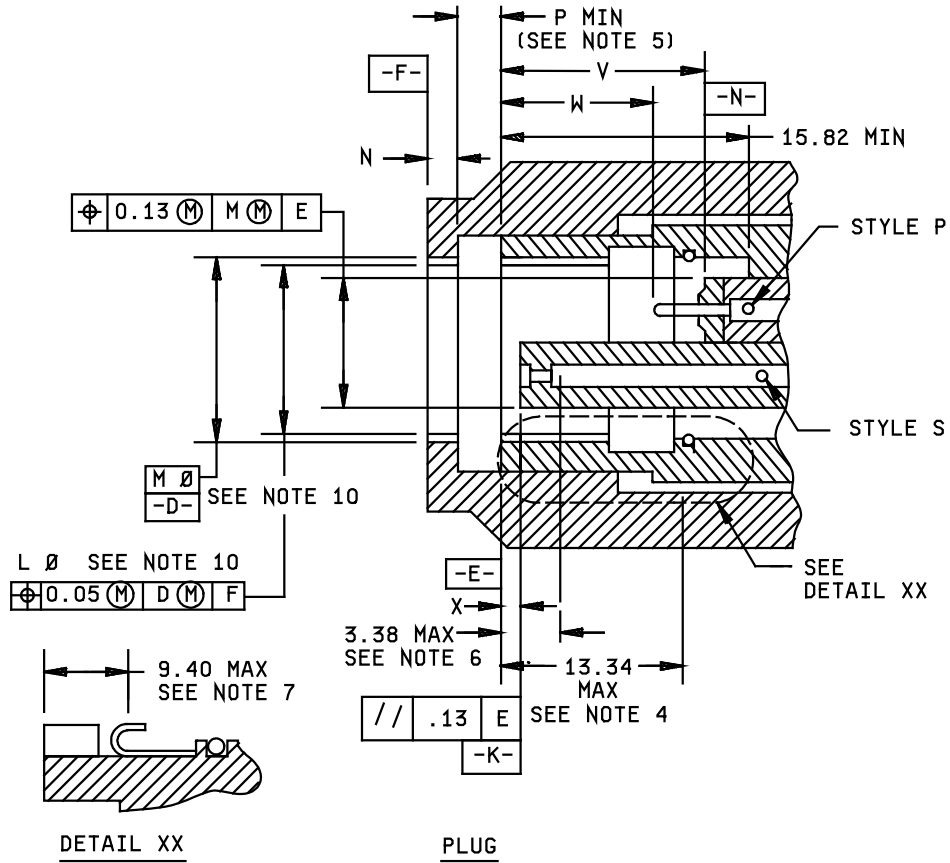 P MIN
(SEE NOTE 5)
-F-
V
-N-
W
15.82 MIN
N
⌖ 0.13 Ⓜ M Ⓜ E
STYLE P
STYLE S
M Ø
-D-
SEE NOTE 10
L Ø SEE NOTE 10
⌖ 0.05 Ⓜ D Ⓜ F
-E-
SEE
DETAIL XX
X
3.38 MAX
SEE NOTE 6
13.34
MAX
SEE NOTE 4
9.40 MAX
SEE NOTE 7
// .13 E
-K-
DETAIL XX
PLUG